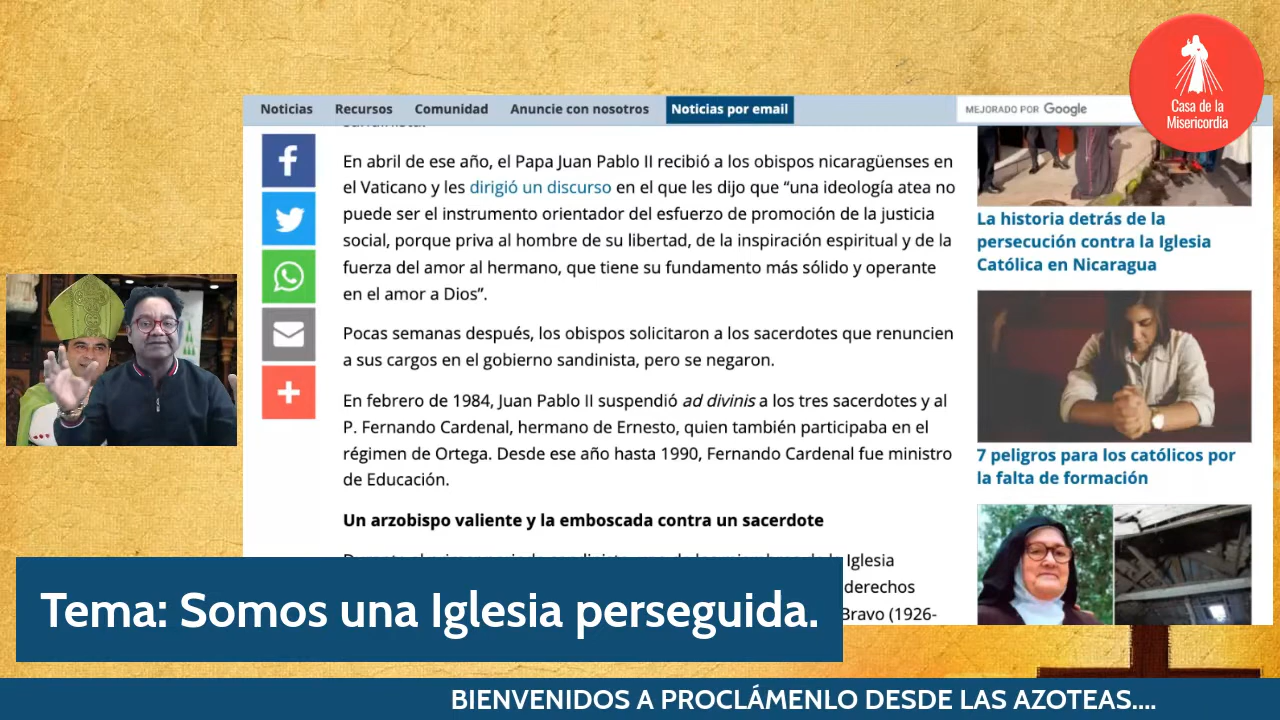 Noticias
Recursos
Comunidad
Anuncie con nosotros
Noticias por email
MEJORADO POR Google
Casa de la
Misericordia
En abril de ese año, el Papa Juan Pablo II recibió a los obispos nicaragüenses en
el Vaticano y les dirigió un discurso en el que les dijo que “una ideología atea no
puede ser el instrumento orientador del esfuerzo de promoción de la justicia
social, porque priva al hombre de su libertad, de la inspiración espiritual y de la
fuerza del amor al hermano, que tiene su fundamento más sólido y operante
en el amor a Dios”.
Pocas semanas después, los obispos solicitaron a los sacerdotes que renuncien
a sus cargos en el gobierno sandinista, pero se negaron.
En febrero de 1984, Juan Pablo II suspendió ad divinis a los tres sacerdotes y al
P. Fernando Cardenal, hermano de Ernesto, quien también participaba en el
régimen de Ortega. Desde ese año hasta 1990, Fernando Cardenal fue ministro
de Educación.
Un arzobispo valiente y la emboscada contra un sacerdote
Iglesia
derechos
Bravo (1926-
La historia detrás de la
persecución contra la Iglesia
Católica en Nicaragua
7 peligros para los católicos por
la falta de formación
Tema: Somos una Iglesia perseguida.
BIENVENIDOS A PROCLÁMENLO DESDE LAS AZOTEAS....